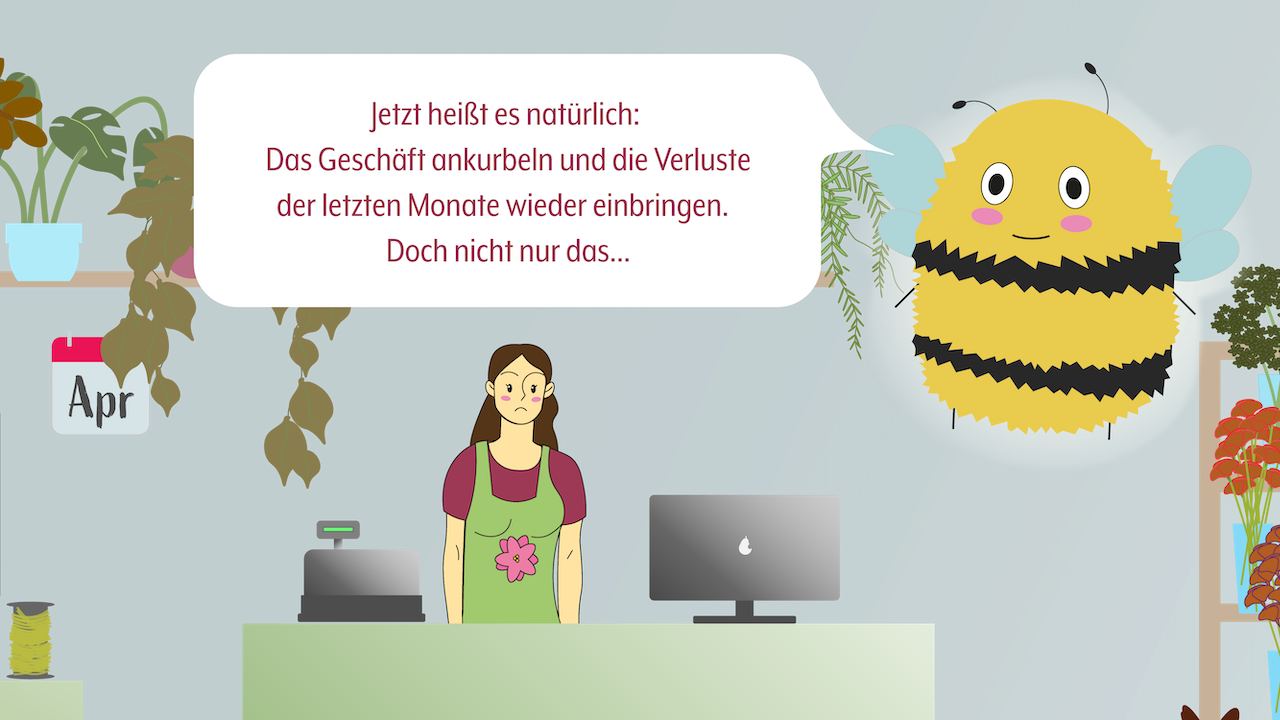 Jetzt heißt es natürlich:
Das Geschäft ankurbeln und die Verluste
der letzten Monate wieder einbringen.
Doch nicht nur das...
Apr